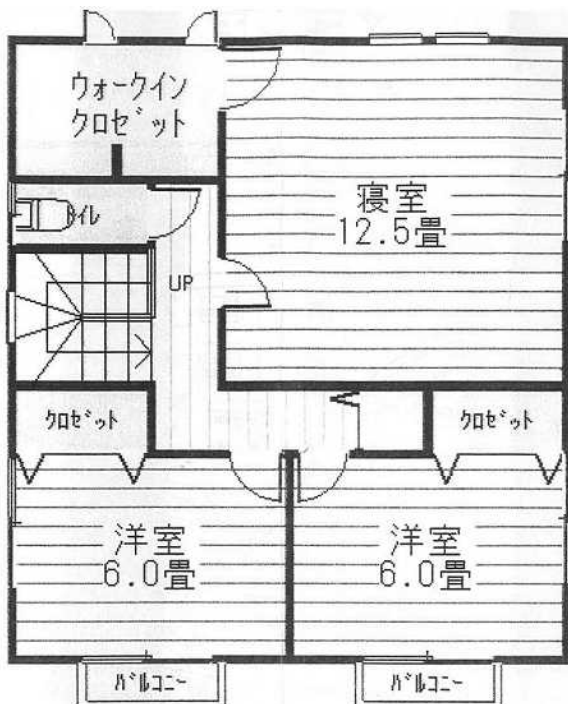 ウォークイン
クロゼット
寝室
12.5畳
トイレ
UP
クロゼット
クロゼット
洋室
6.0畳
洋室
6.0畳
バルコニー
バルコニー